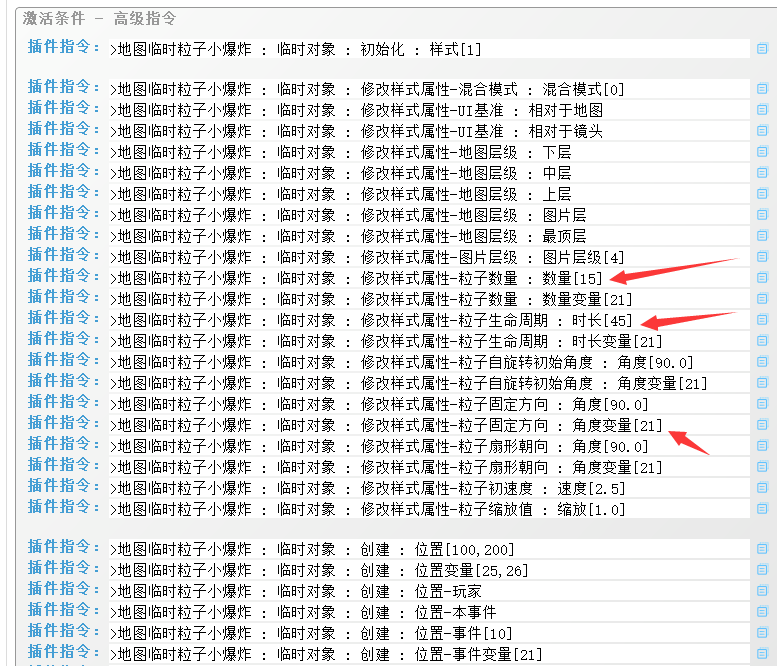 激活条件 - 高级指令
插件指令: >地图临时粒子小爆炸 : 临时对象 : 初始化 : 样式[1]
插件指令: >地图临时粒子小爆炸 : 临时对象 : 修改样式属性-混合模式 : 混合模式[0]
插件指令: >地图临时粒子小爆炸 : 临时对象 : 修改样式属性-UI基准 : 相对于地图
插件指令: >地图临时粒子小爆炸 : 临时对象 : 修改样式属性-UI基准 : 相对于镜头
插件指令: >地图临时粒子小爆炸 : 临时对象 : 修改样式属性-地图层级 : 下层
插件指令: >地图临时粒子小爆炸 : 临时对象 : 修改样式属性-地图层级 : 中层
插件指令: >地图临时粒子小爆炸 : 临时对象 : 修改样式属性-地图层级 : 上层
插件指令: >地图临时粒子小爆炸 : 临时对象 : 修改样式属性-地图层级 : 图片层
插件指令: >地图临时粒子小爆炸 : 临时对象 : 修改样式属性-地图层级 : 最顶层
插件指令: >地图临时粒子小爆炸 : 临时对象 : 修改样式属性-图片层级 : 图片层级[4]
插件指令: >地图临时粒子小爆炸 : 临时对象 : 修改样式属性-粒子数量 : 数量[15]
插件指令: >地图临时粒子小爆炸 : 临时对象 : 修改样式属性-粒子数量 : 数量变量[21]
插件指令: >地图临时粒子小爆炸 : 临时对象 : 修改样式属性-粒子生命周期 : 时长[45]
插件指令: >地图临时粒子小爆炸 : 临时对象 : 修改样式属性-粒子生命周期 : 时长变量[21]
插件指令: >地图临时粒子小爆炸 : 临时对象 : 修改样式属性-粒子自旋转初始角度 : 角度[90.0]
插件指令: >地图临时粒子小爆炸 : 临时对象 : 修改样式属性-粒子自旋转初始角度 : 角度变量[21]
插件指令: >地图临时粒子小爆炸 : 临时对象 : 修改样式属性-粒子固定方向 : 角度[90.0]
插件指令: >地图临时粒子小爆炸 : 临时对象 : 修改样式属性-粒子固定方向 : 角度变量[21]
插件指令: >地图临时粒子小爆炸 : 临时对象 : 修改样式属性-粒子扇形朝向 : 角度[90.0]
插件指令: >地图临时粒子小爆炸 : 临时对象 : 修改样式属性-粒子扇形朝向 : 角度变量[21]
插件指令: >地图临时粒子小爆炸 : 临时对象 : 修改样式属性-粒子初速度 : 速度[2.5]
插件指令: >地图临时粒子小爆炸 : 临时对象 : 修改样式属性-粒子缩放值 : 缩放[1.0]
插件指令: >地图临时粒子小爆炸 : 临时对象 : 创建 : 位置[100,200]
插件指令: >地图临时粒子小爆炸 : 临时对象 : 创建 : 位置变量[25,26]
插件指令: >地图临时粒子小爆炸 : 临时对象 : 创建 : 位置-玩家
插件指令: >地图临时粒子小爆炸 : 临时对象 : 创建 : 位置-本事件
插件指令: >地图临时粒子小爆炸 : 临时对象 : 创建 : 位置-事件[10]
插件指令: >地图临时粒子小爆炸 : 临时对象 : 创建 : 位置-事件变量[21]